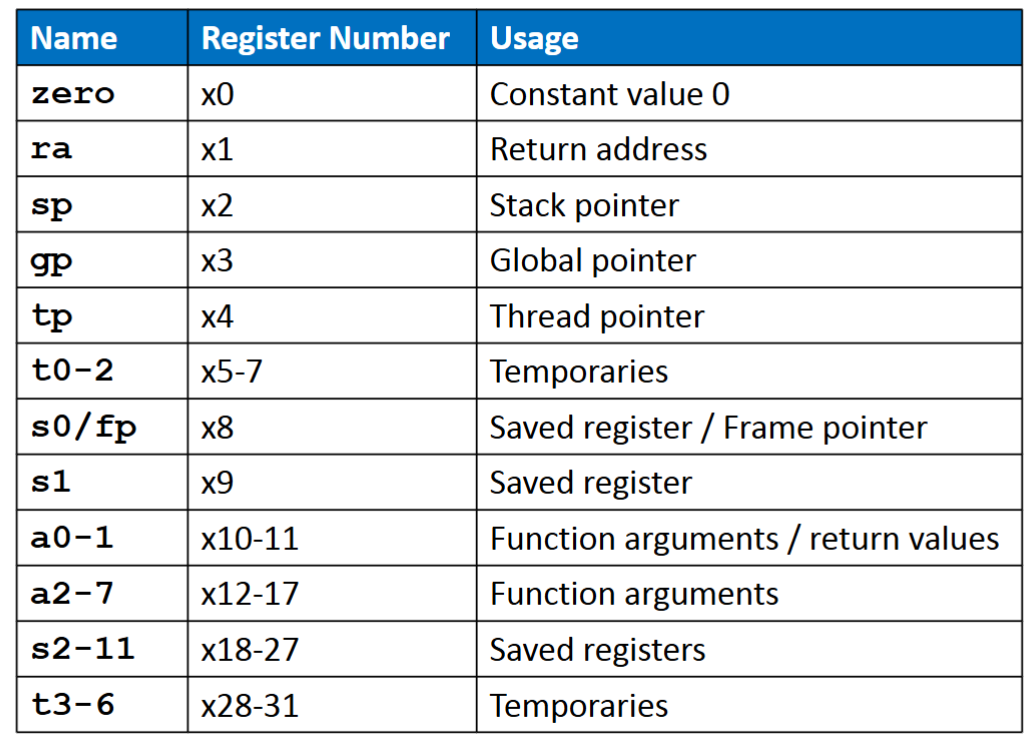 Name Register Number Usage
zero x0 Constant value 0
ra x1 Return address
sp x2 Stack pointer
gp x3 Global pointer
tp x4 Thread pointer
t0-2 x5-7 Temporaries
s0/fp x8 Saved register / Frame pointer
s1 x9 Saved register
a0-1 x10-11 Function arguments / return values
a2-7 x12-17 Function arguments
s2-11 x18-27 Saved registers
t3-6 x28-31 Temporaries